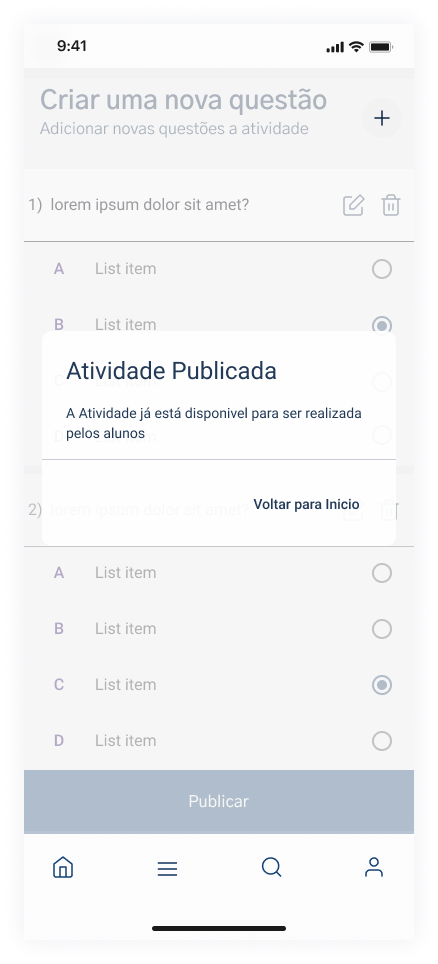 9:41
Criar uma nova questão
Adicionar novas questões a atividade
1) lorem ipsum dolor sit amet?
A List item
B List item
Atividade Publicada
A Atividade já está disponivel para ser realizada
pelos alunos
Voltar para Inicio
2) lorem ipsum dolor sit amet?
A List item
B List item
C List item
D List item
Publicar